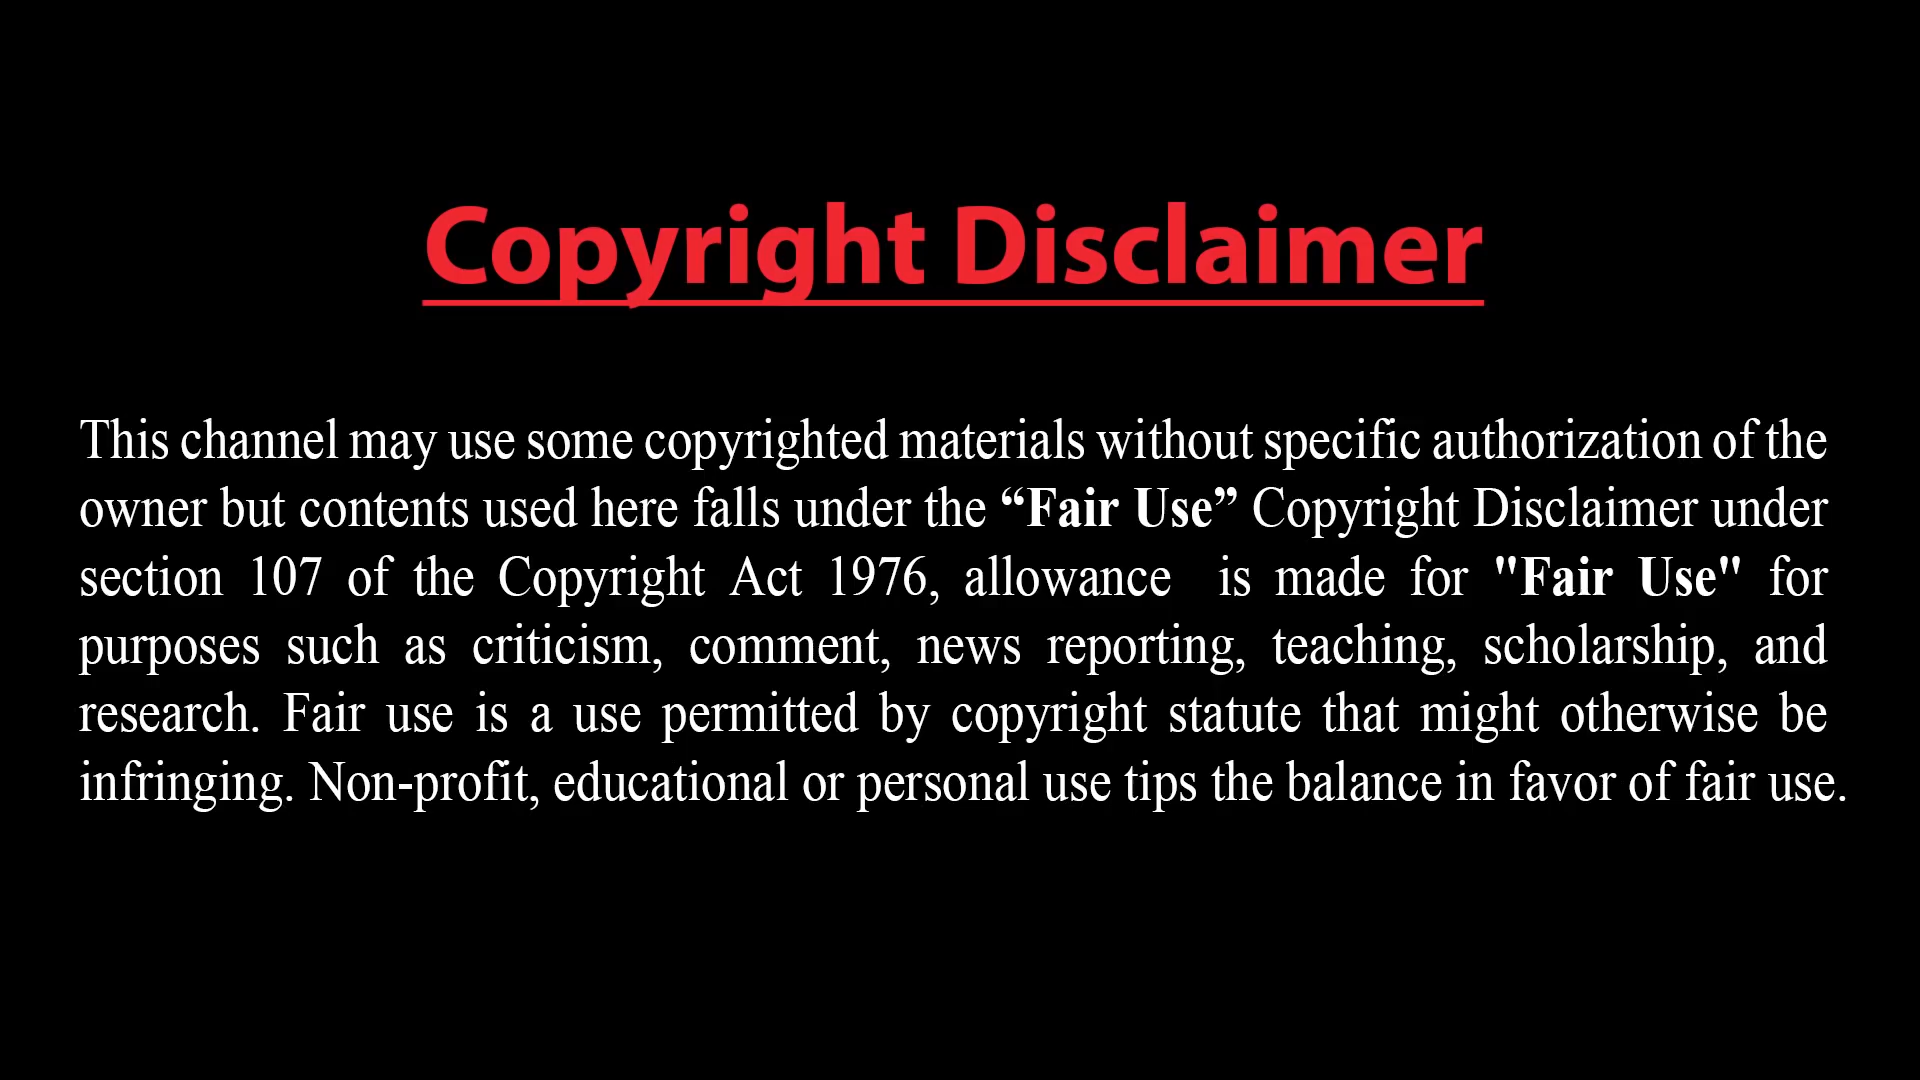 Copyright Disclaimer
This channel may use some copyrighted materials without specific authorization of the
owner but contents used here falls under the “Fair Use” Copyright Disclaimer under
section 107 of the Copyright Act 1976, allowance  is made for "Fair Use" for
purposes such as criticism, comment, news reporting, teaching, scholarship, and
research. Fair use is a use permitted by copyright statute that might otherwise be
infringing. Non-profit, educational or personal use tips the balance in favor of fair use.